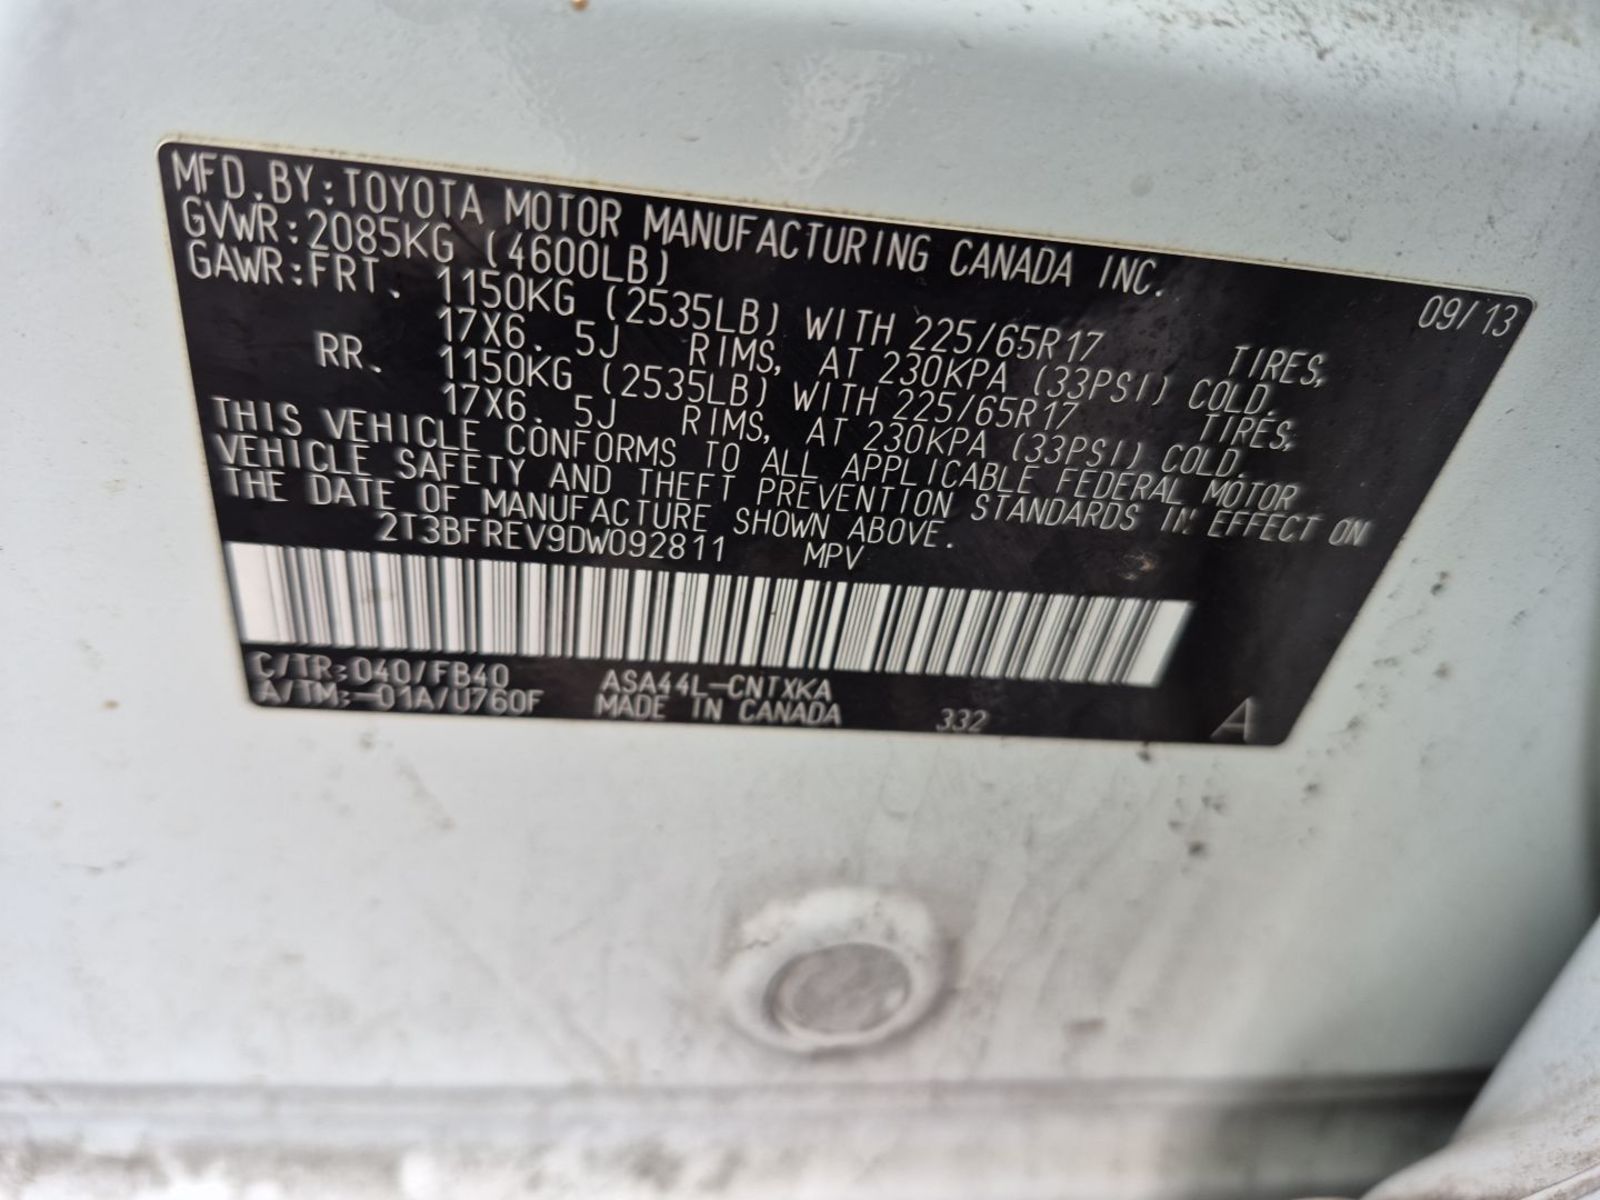 MFD.BY:TOYOTA MOTOR MANUFACTURING CANADA INC.
GVWR:2085KG (4600LB) 09/13
GAWR:FRT. 1150KG (2535LB) WITH 225/65R17 TIRES,
17X6.5J RIMS, AT 230KPA (33PSI) COLD.
RR. 1150KG (2535LB) WITH 225/65R17 TIRES,
17X6.5J RIMS, AT 230KPA (33PSI) COLD.
THIS VEHICLE CONFORMS TO ALL APPLICABLE FEDERAL MOTOR
VEHICLE SAFETY AND THEFT PREVENTION STANDARDS IN EFFECT ON
THE DATE OF MANUFACTURE SHOWN ABOVE.
2T3BFREV9DW092811 MPV
C/TR:040/FB40 ASA44L-CNTXKA
A/TM:-01A/U760F MADE IN CANADA 332 A